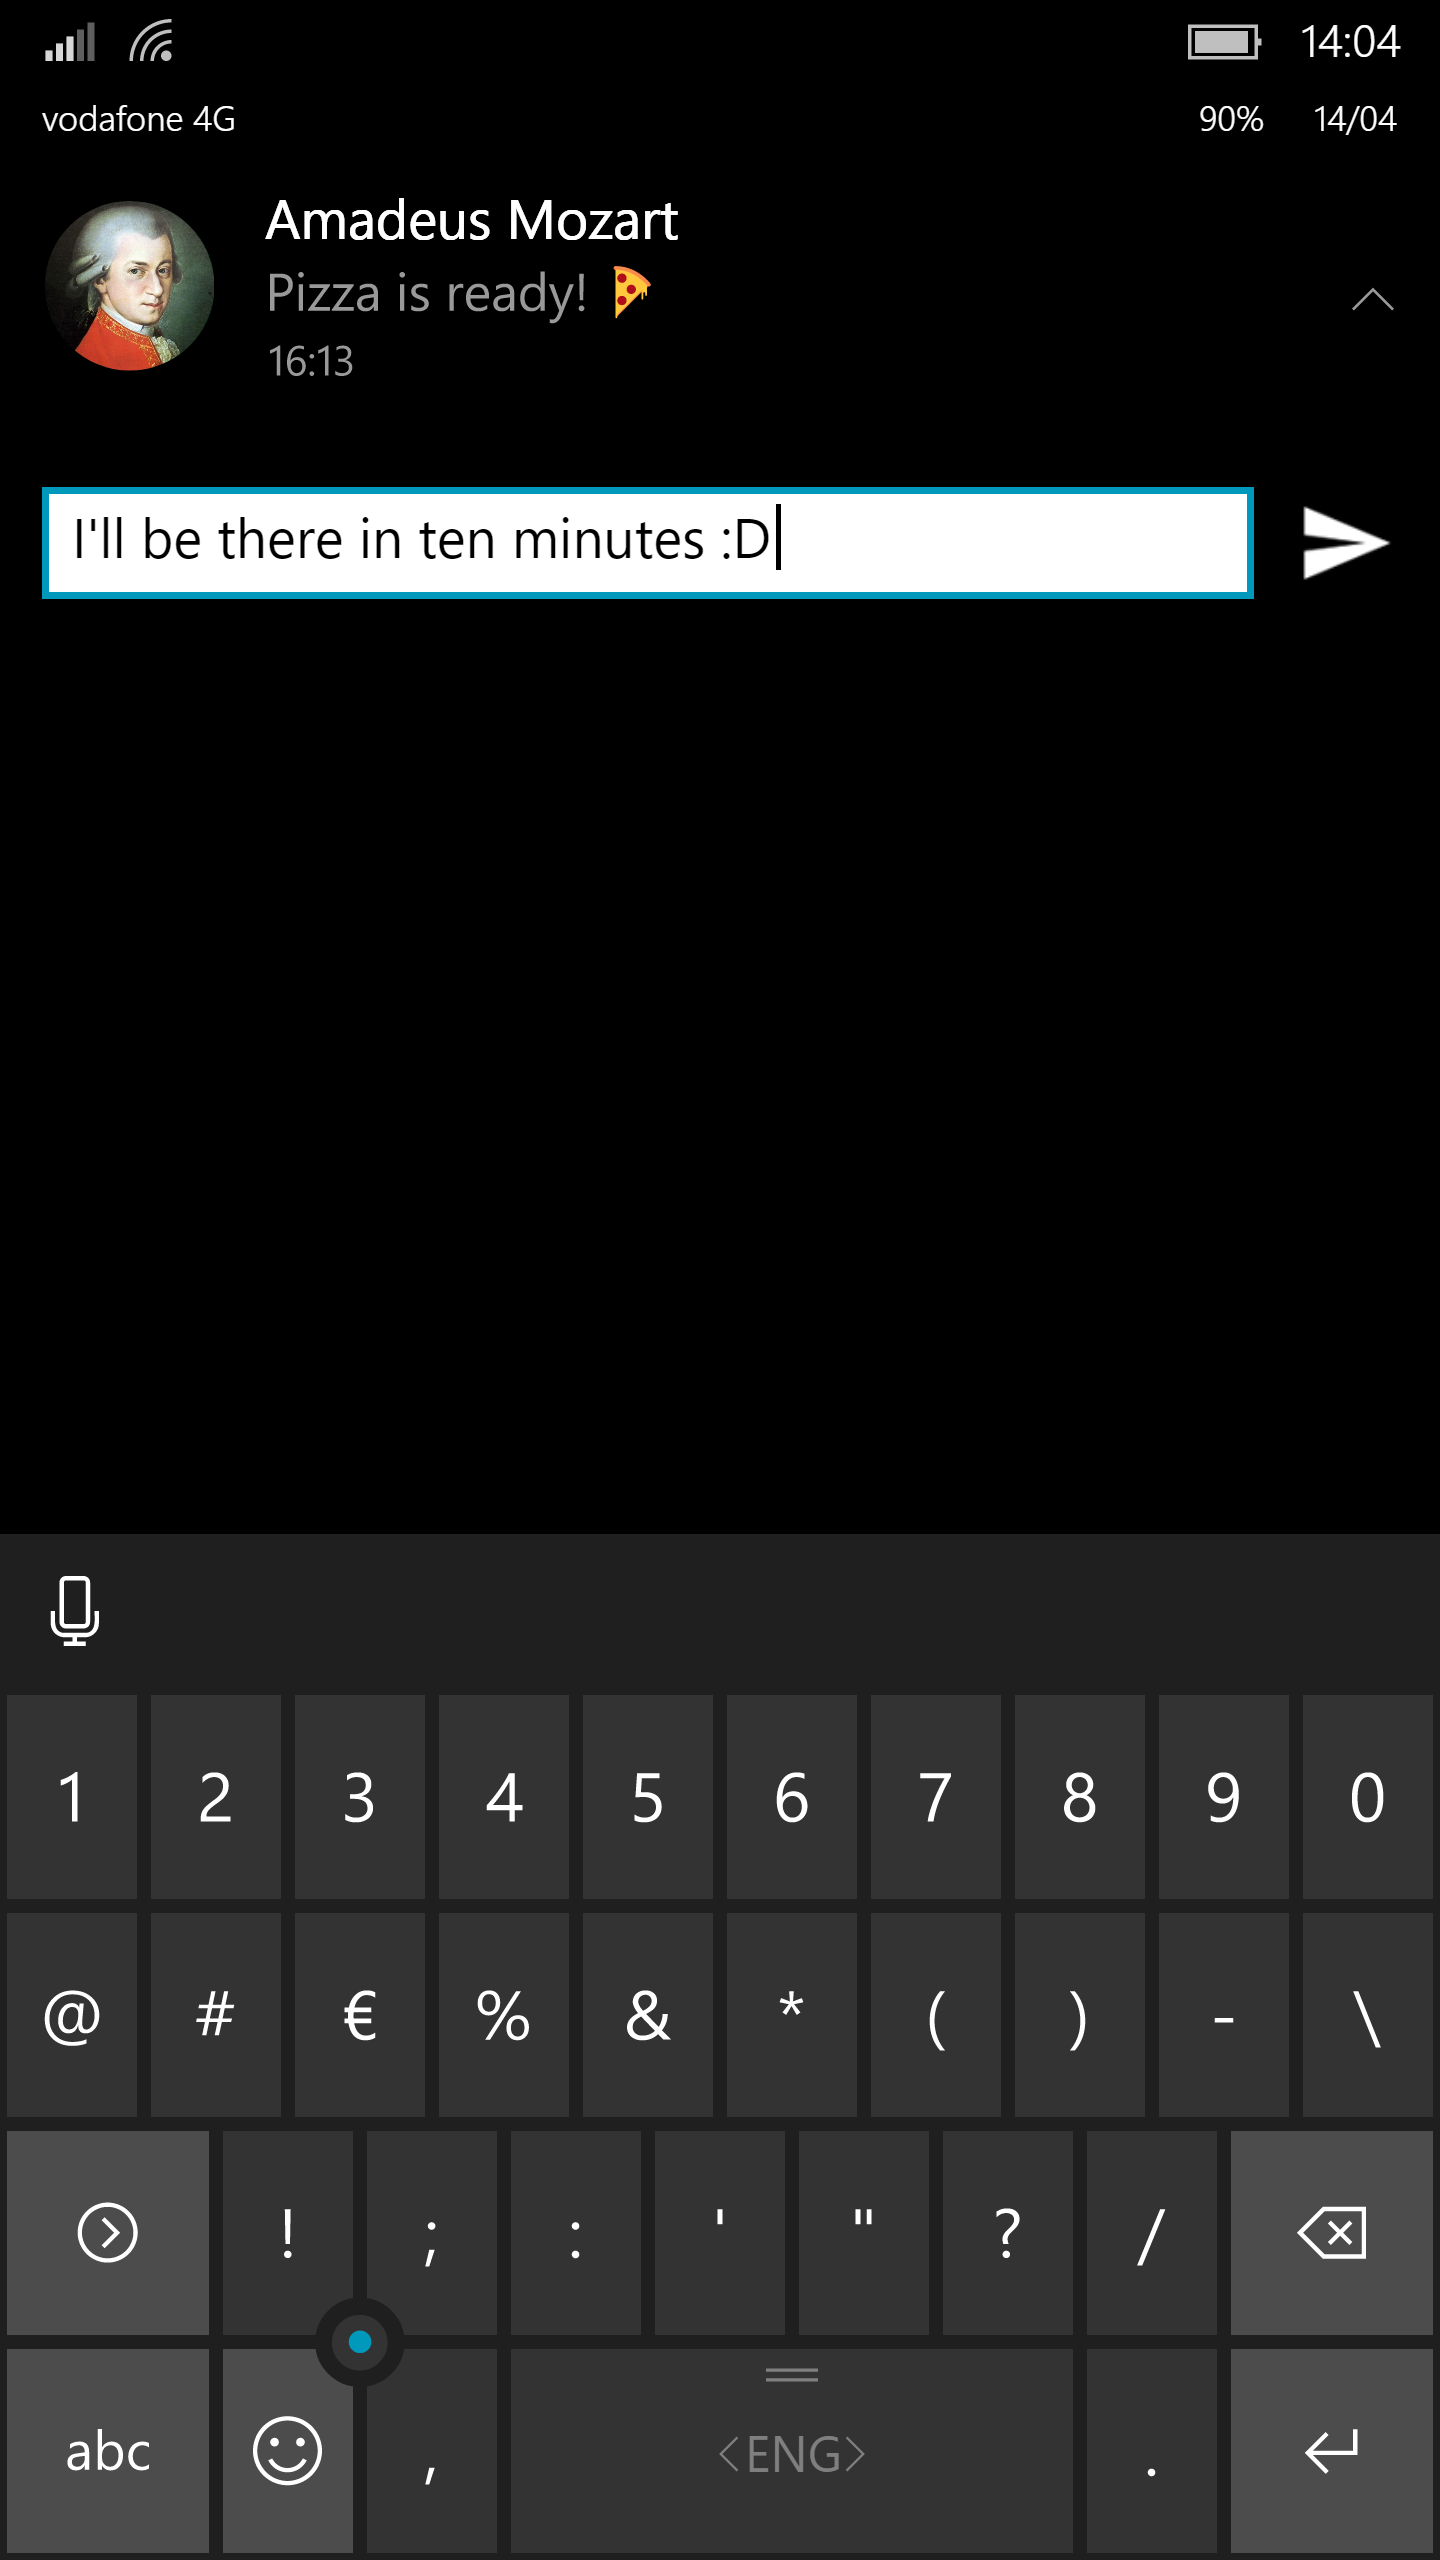 14:04
vodafone 4G 90% 14/04
Amadeus Mozart
Pizza is ready! 🍕
16:13
I'll be there in ten minutes :D
1 2 3 4 5 6 7 8 9 0
@ # € % & * ( ) - \
! ; : ' " ? /
abc , <ENG> .